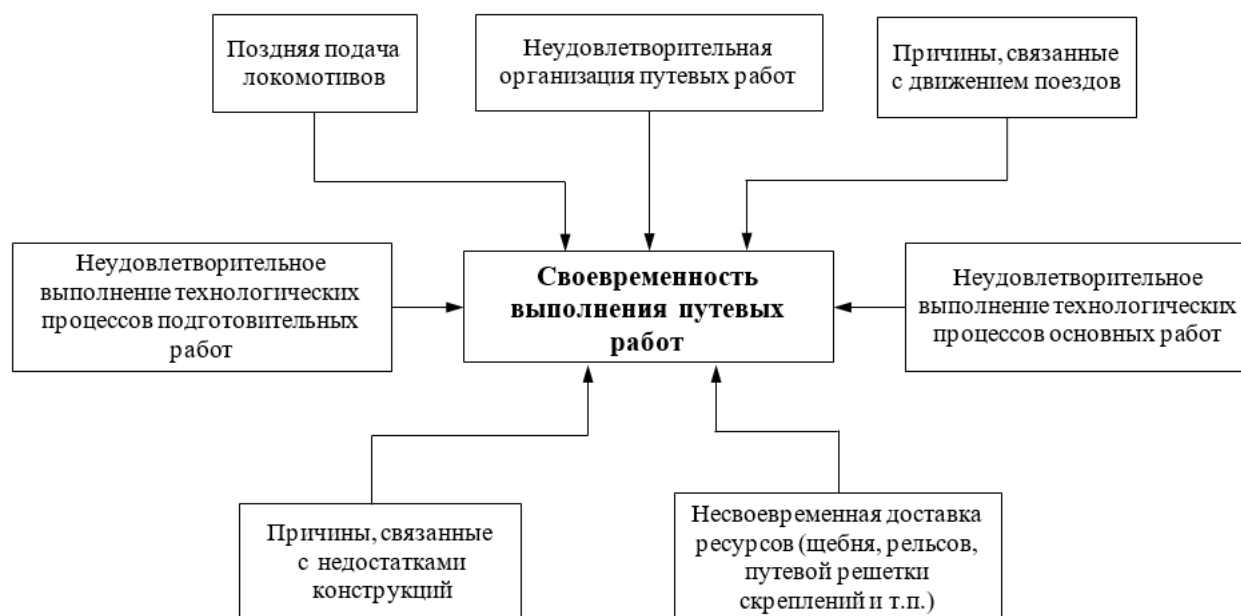 Поздняя подача
локомотивов
Неудовлетворительная
организация путевых работ
Причины, связанные
с движением поездов
Неудовлетворительное
выполнение технологических
процессов подготовительных
работ
Своевременность
выполнения путевых
работ
Неудовлетворительное
выполнение технологических
процессов основных работ
Причины, связанные
с недостатками
конструкций
Несвоевременная доставка
ресурсов (щебня, рельсов,
путевой решетки
скреплений и т.п.)